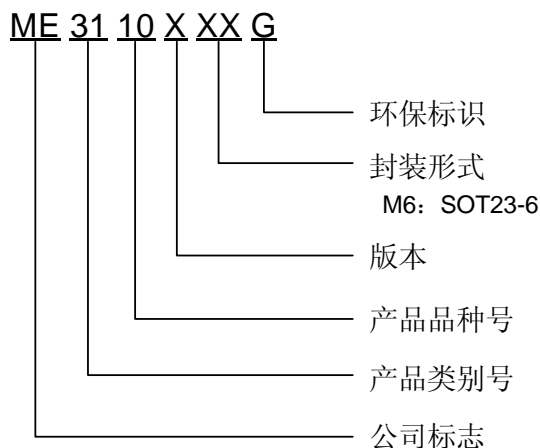 ME 31 10 X XX G
环保标识
封装形式
M6：SOT23-6
版本
产品品种号
产品类别号
公司标志